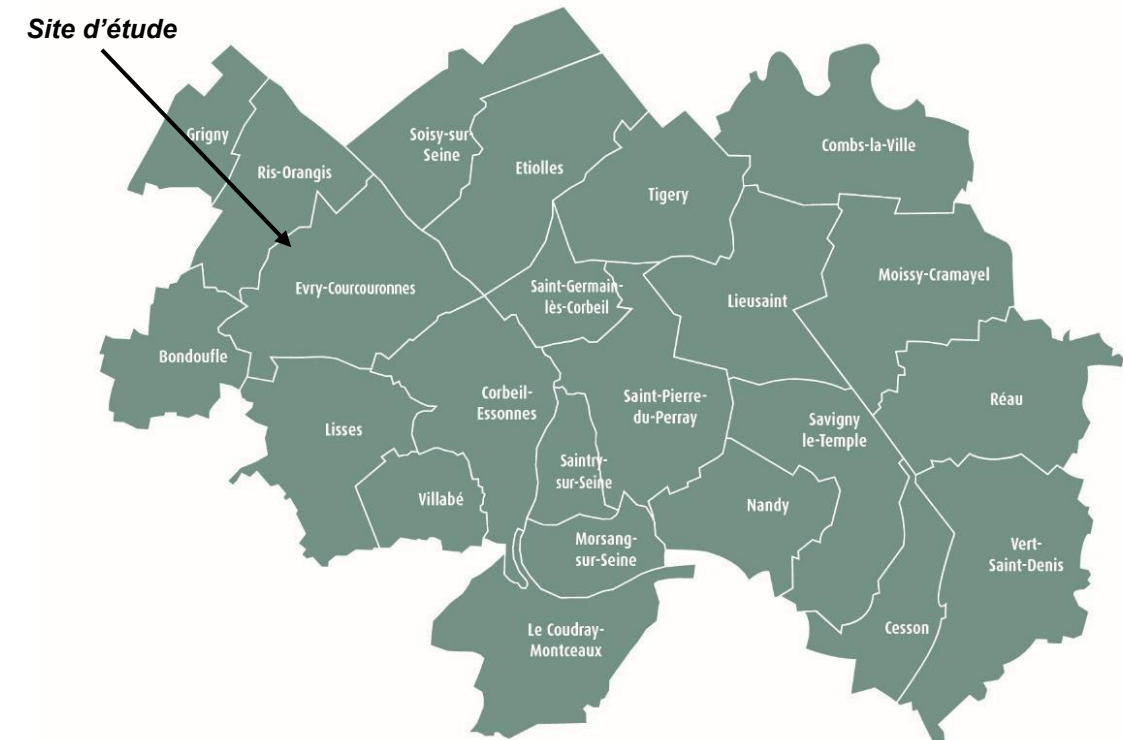 Site d'étude
Grigny
Ris-Orangis
Soisy-sur-
Seine
Etiolles
Tigery
Combs-la-Ville
Evry-Courcouronnes
Saint-Germain-
lès-Corbeil
Lieusaint
Moissy-Cramayel
Bondoufle
Lisses
Corbeil-
Essonnes
Saint-Pierre-
du-Perray
Savigny
le-Temple
Réau
Villabé
Saintry-
sur-Seine
Nandy
Morsang-
sur-Seine
Vert-
Saint-Denis
Le Coudray-
Montceaux
Cesson